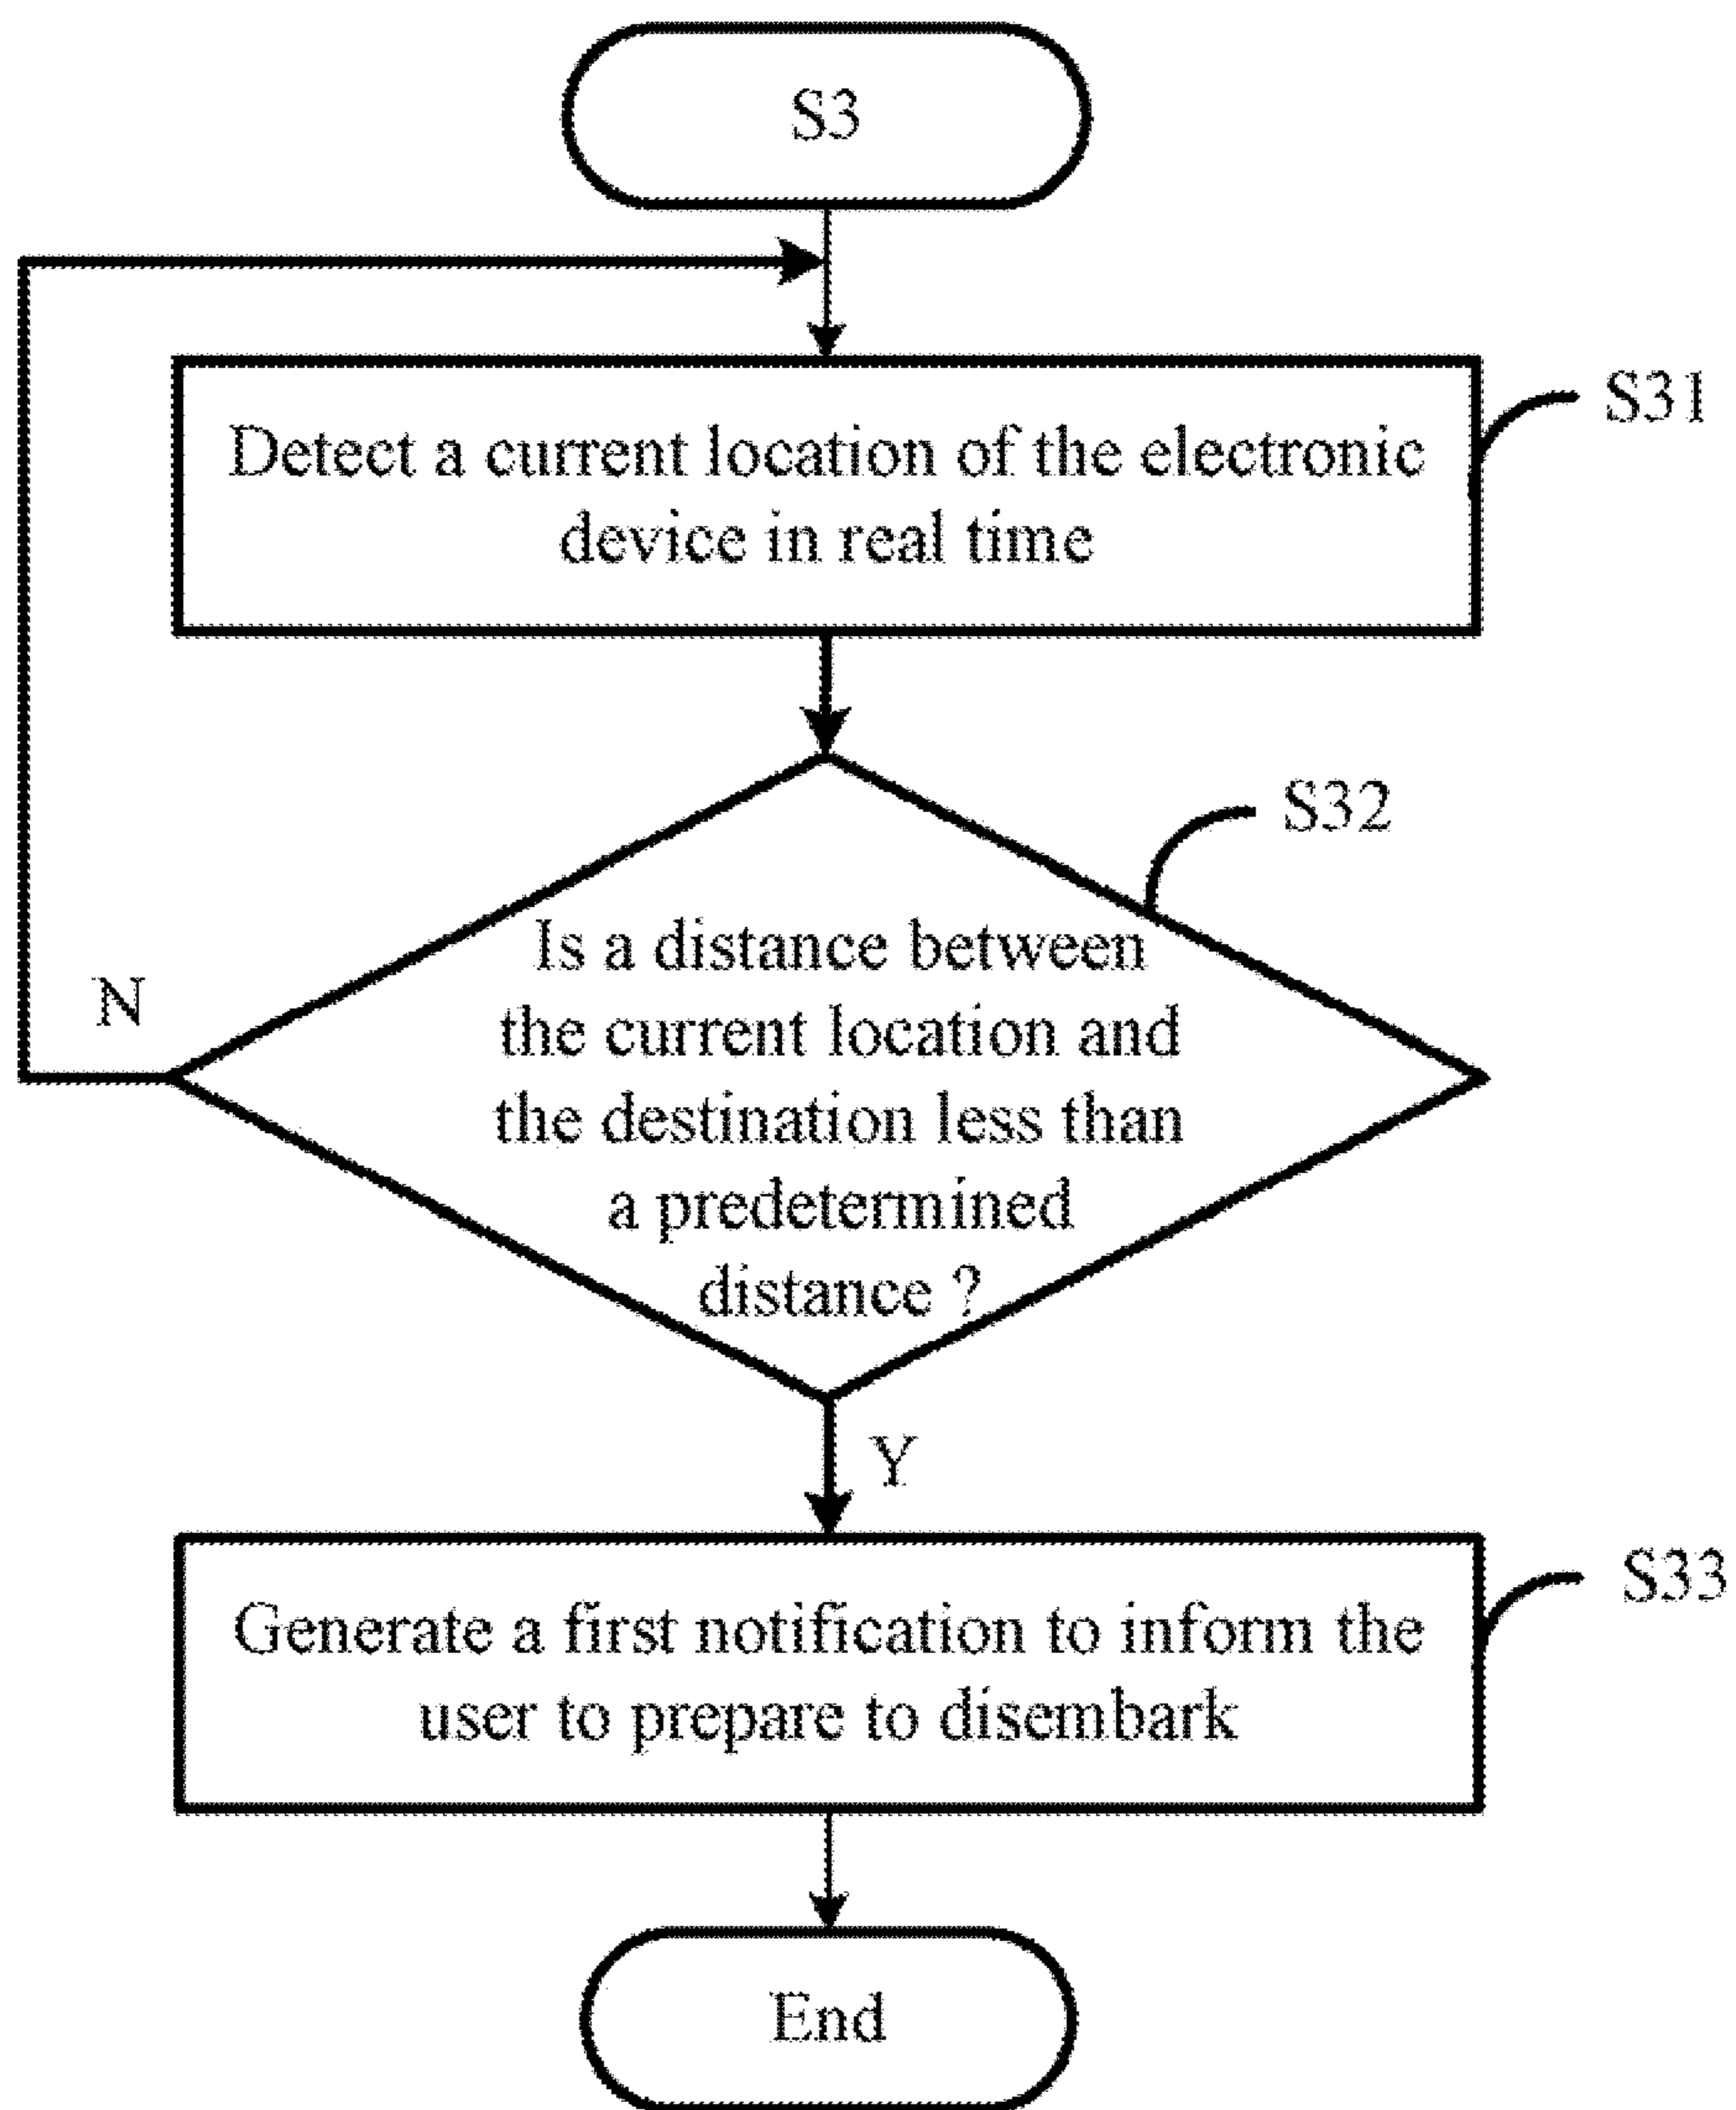 S3
S31
Detect a current location of the electronic
device in real time
S32
Is a distance between
the current location and
the destination less than
a predetermined
distance ?
N
Y
S33
Generate a first notification to inform the
user to prepare to disembark
End